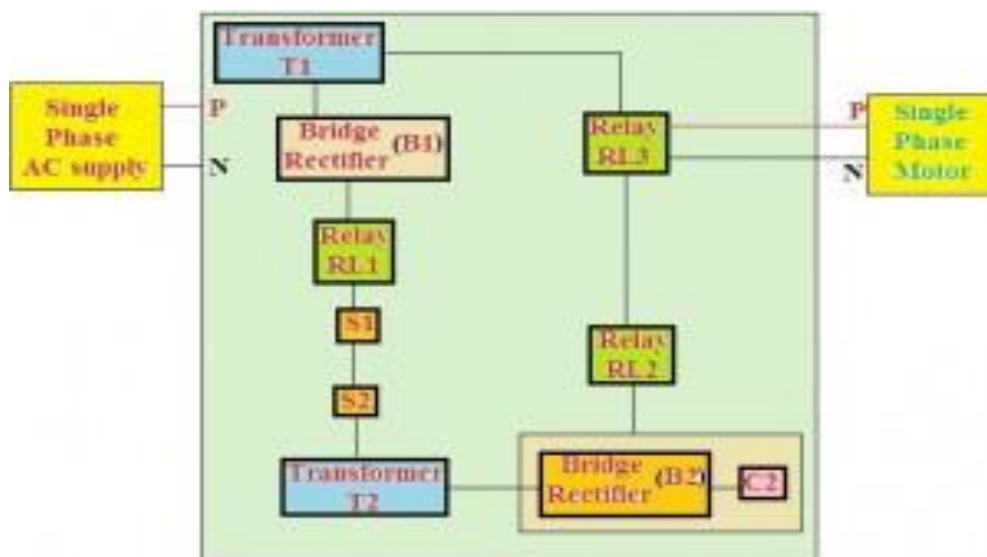 Transformer
T1
Single
Phase
AC supply
P
N
Bridge
Rectifier (B1)
Relay
RL1
S1
S2
Transformer
T2
Relay
RL3
P
N
Single
Phase
Motor
Relay
RL2
Bridge
Rectifier (B2)
C2